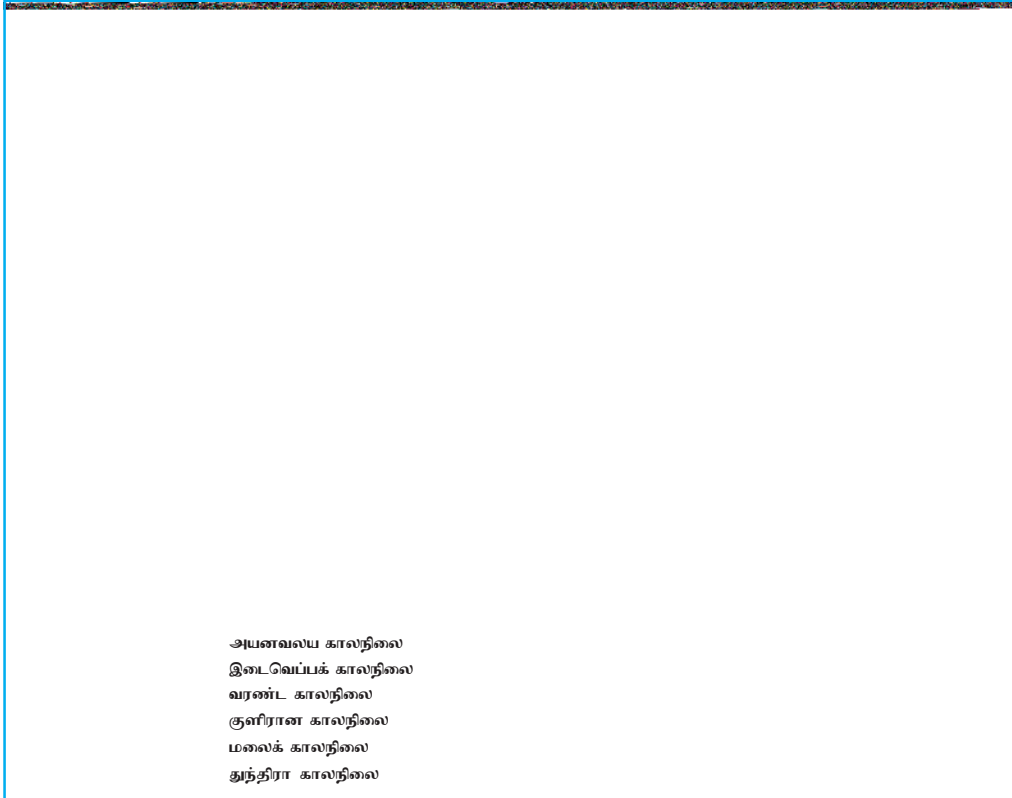 அயனவலய காலநிலை
இடைவெப்பக் காலநிலை
வரண்ட காலநிலை
குளிரான காலநிலை
மலைக் காலநிலை
துந்திரா காலநிலை